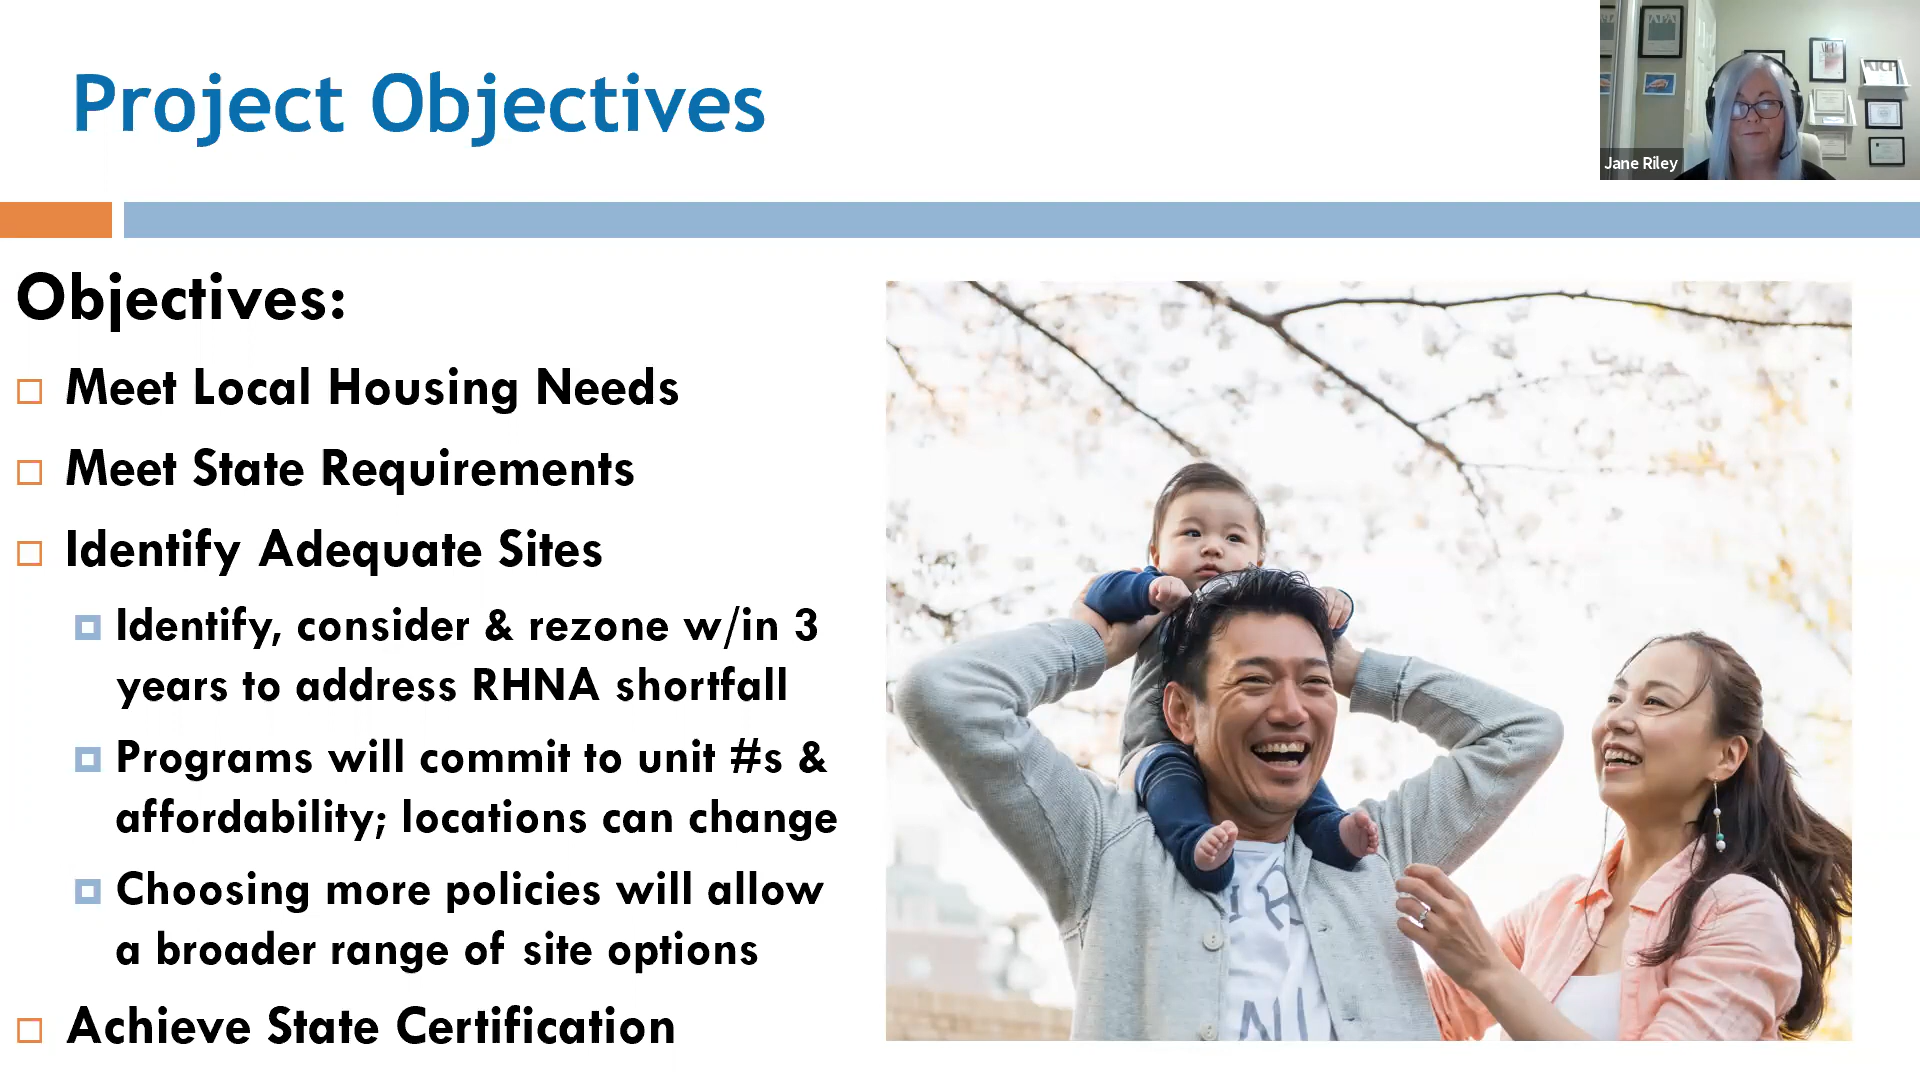 Project Objectives
APA
AICP
Jane Riley
Objectives:
Meet Local Housing Needs
Meet State Requirements
Identify Adequate Sites
Identify, consider & rezone w/in 3
years to address RHNA shortfall
Programs will commit to unit #s &
affordability; locations can change
Choosing more policies will allow
a broader range of site options
Achieve State Certification